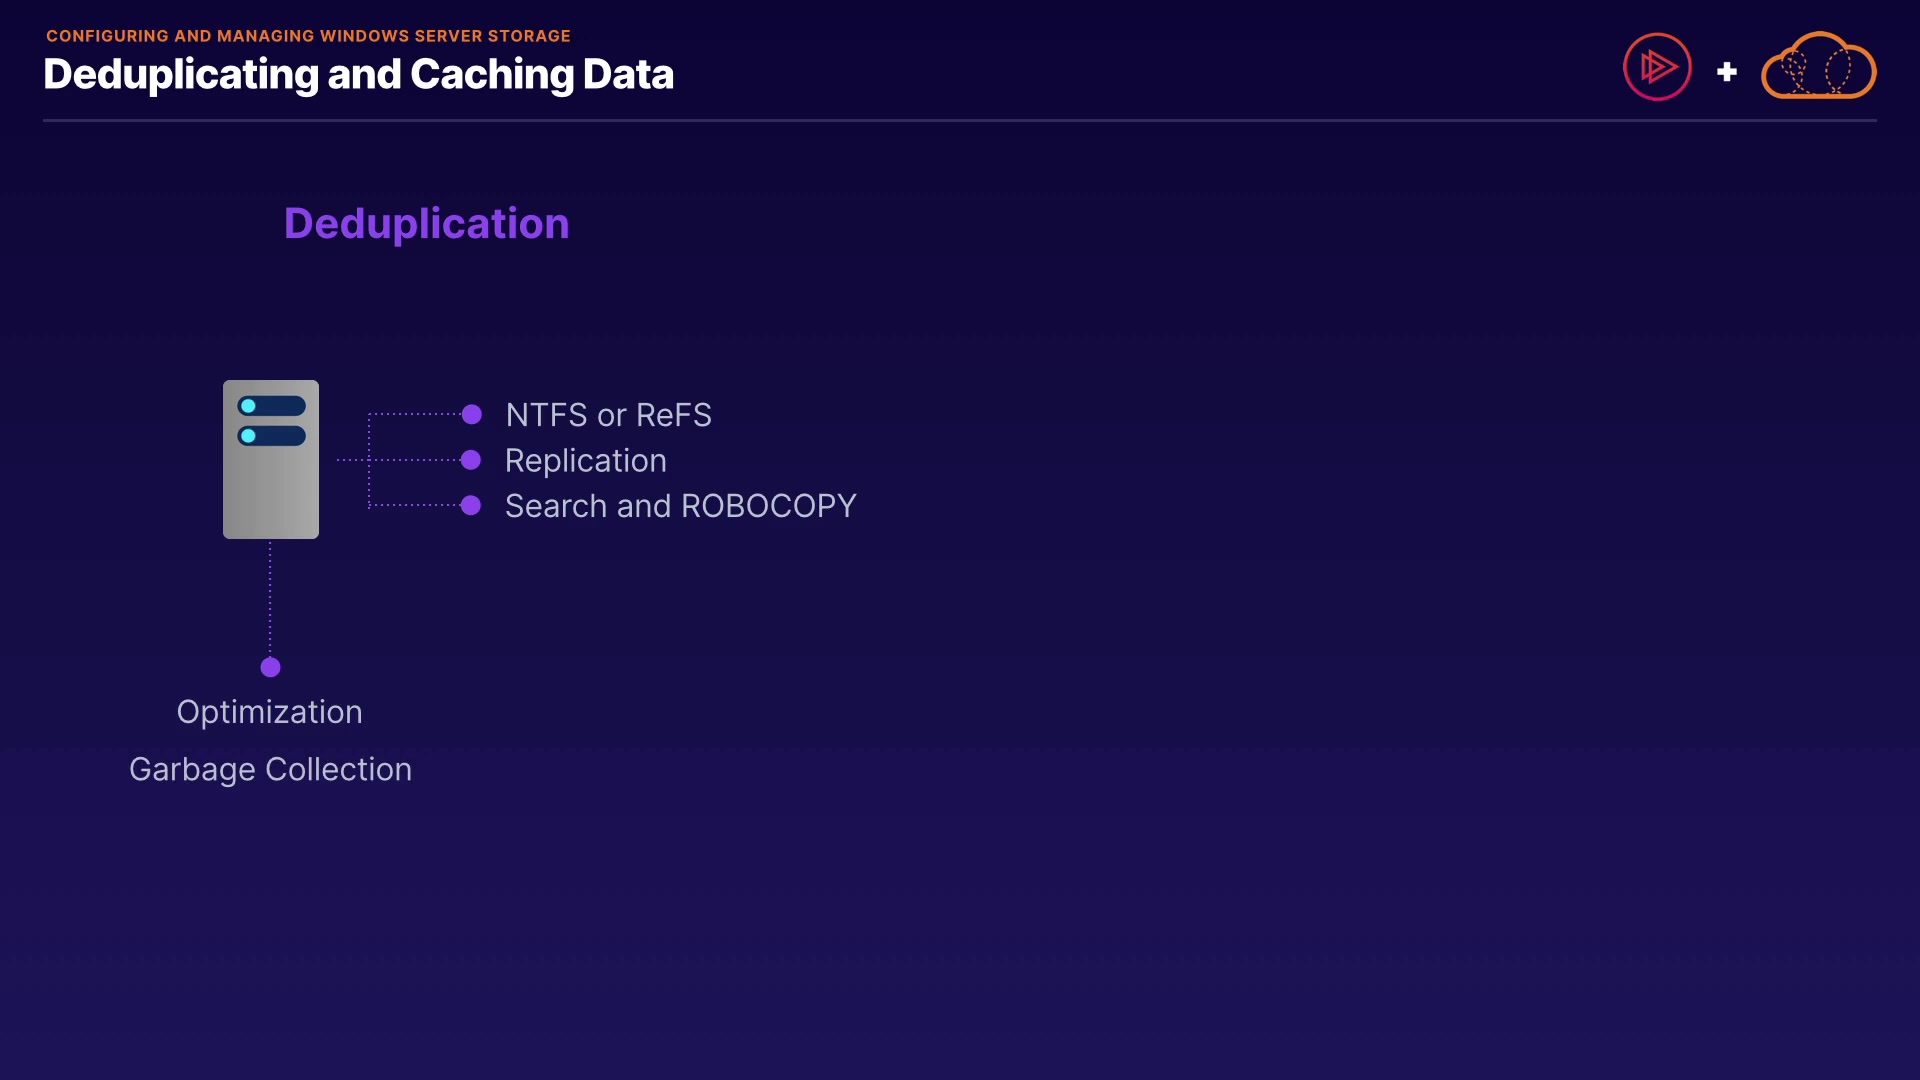 CONFIGURING AND MANAGING WINDOWS SERVER STORAGE
Deduplicating and Caching Data
Deduplication
NTFS or ReFS
Replication
Search and ROBOCOPY
Optimization
Garbage Collection